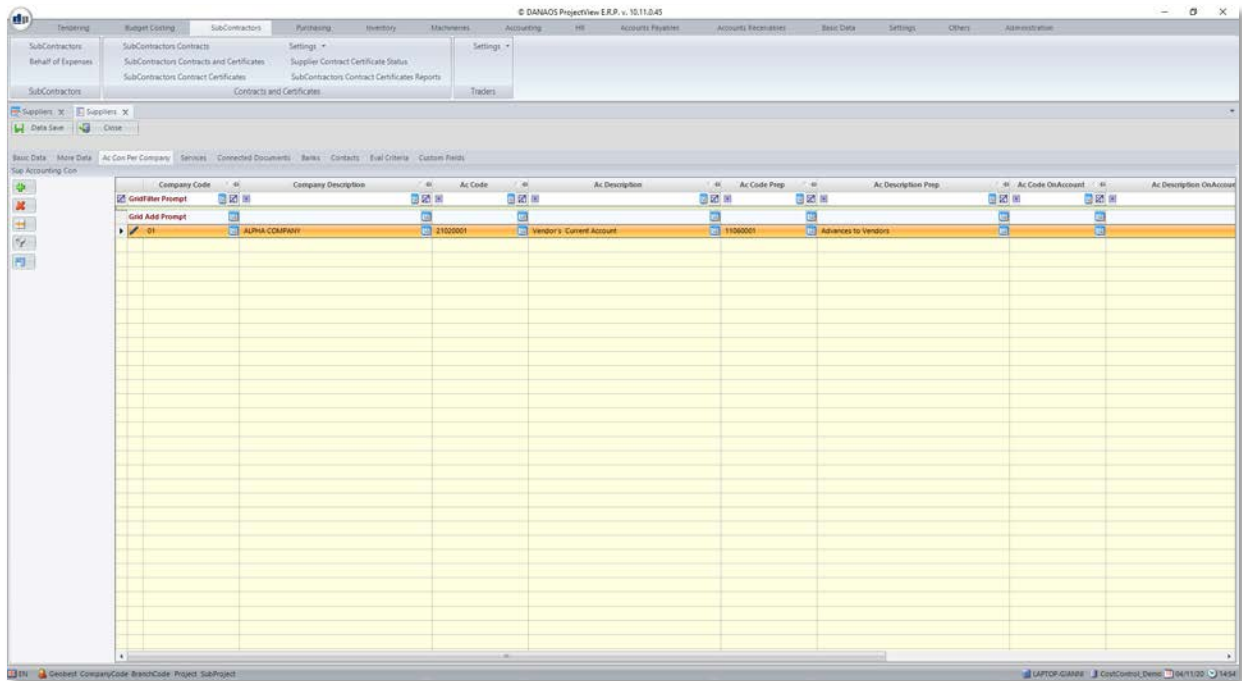 dp
© DANAOS ProjectView E.R.P. v. 10.11.0.45
Tendering Budget Costing SubContractors Purchasing Inventory Machineries Accounting HR Accounts Payables Accounts Receivables Basic Data Settings Others Administration
SubContractors SubContractors Contracts Settings Settings
Behalf of Expenses SubContractors Contracts and Certificates Supplier Contract Certificate Status
SubContractors Contract Certificates SubContractors Contract Certificates Reports
SubContractors Contracts and Certificates Traders
Suppliers X Suppliers X
Data Save Close
Basic Data More Data Ac Con Per Company Services Connected Documents Banks Contacts Eval Criteria Custom Fields
Sup Accounting Con
Company Code Company Description Ac Code Ac Description Ac Code Prep Ac Description Prep Ac Code OnAccount Ac Description OnAccoun
GridFilter Prompt
Grid Add Prompt
01 ALPHA COMPANY 21020001 Vendor's Current Account 11060001 Advances to Vendors
EN Geobest CompanyCode BranchCode Project SubProject LAPTOP-GIANNI CostControl_Demo 04/11/20 1454